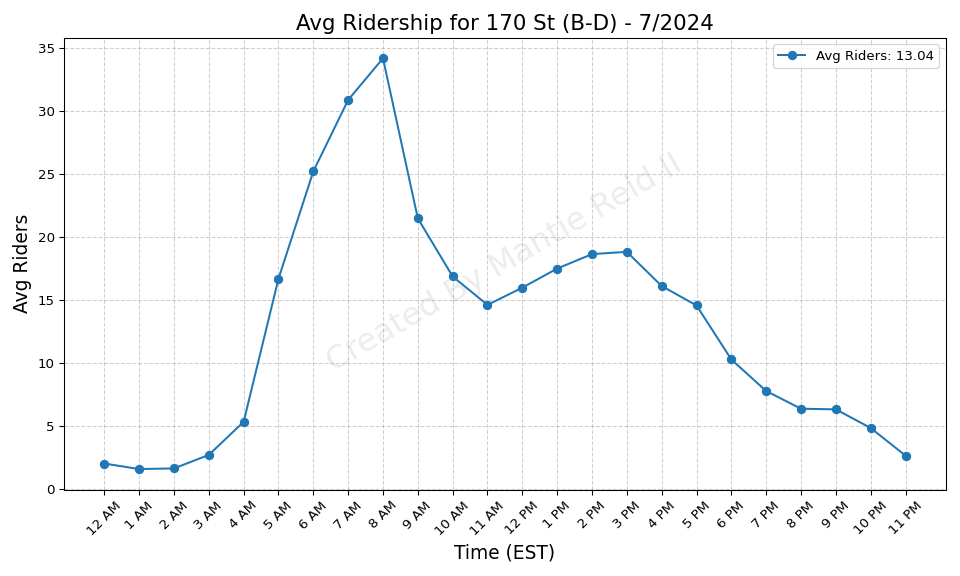 Avg Ridership for 170 St (B-D) - 7/2024
Avg Riders: 13.04
35
30
25
20
15
10
5
0
Avg Riders
Created By Mantie Reid II
12 AM
1 AM
2 AM
3 AM
4 AM
5 AM
6 AM
7 AM
8 AM
9 AM
10 AM
11 AM
12 PM
1 PM
2 PM
3 PM
4 PM
5 PM
6 PM
7 PM
8 PM
9 PM
10 PM
11 PM
Time (EST)